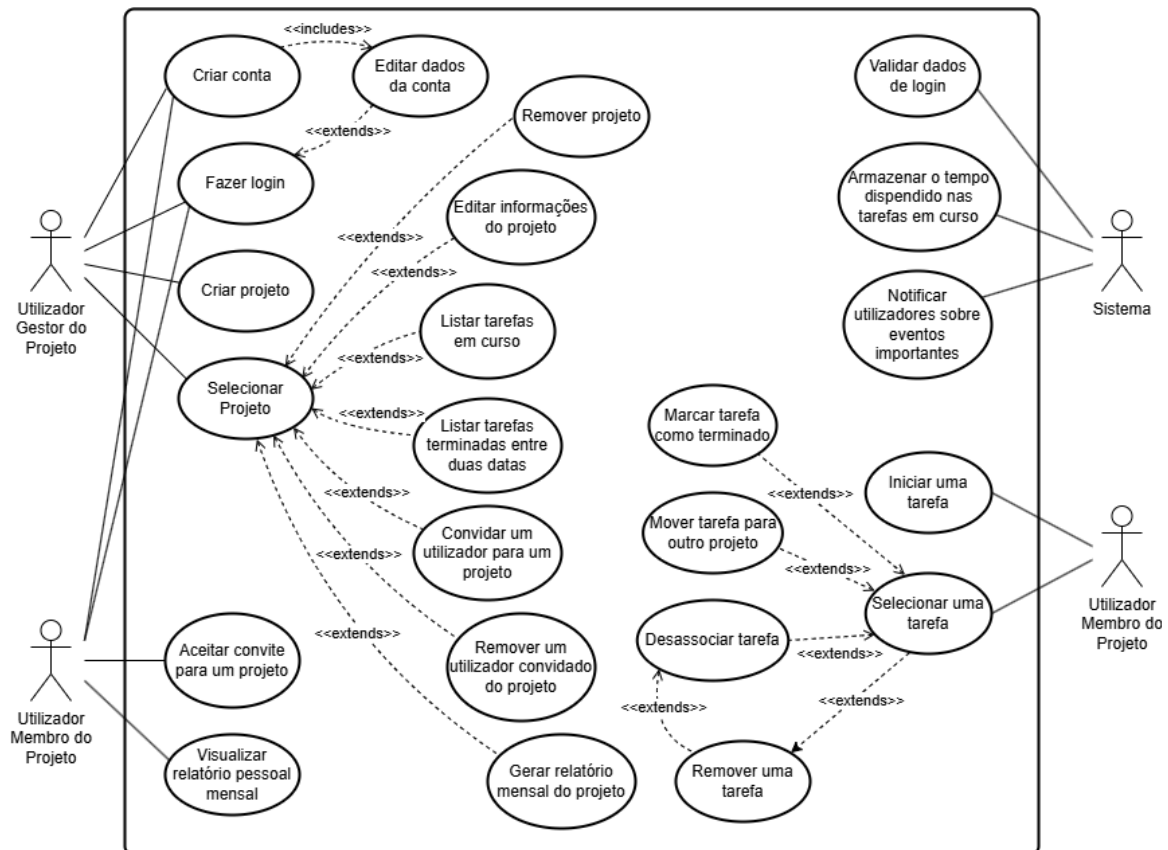 <<includes>>
Criar conta
Editar dados
da conta
<<extends>>
Fazer login
Remover projeto
Editar informações
do projeto
<<extends>>
<<extends>>
Criar projeto
Listar tarefas
em curso
<<extends>>
Selecionar
Projeto
<<extends>>
Listar tarefas
terminadas entre
duas datas
<<extends>>
Convidar um
utilizador para um
projeto
<<extends>>
Remover um
utilizador convidado
do projeto
<<extends>>
Gerar relatório
mensal do projeto
Utilizador
Gestor do
Projeto
Aceitar convite
para um projeto
Utilizador
Membro do
Projeto
Visualizar
relatório pessoal
mensal
Validar dados
de login
Armazenar o tempo
dispendido nas
tarefas em curso
Notificar
utilizadores sobre
eventos
importantes
Sistema
Marcar tarefa
como terminado
<<extends>>
Iniciar uma
tarefa
Mover tarefa para
outro projeto
<<extends>>
Selecionar uma
tarefa
Utilizador
Membro do
Projeto
Desassociar tarefa
<<extends>>
<<extends>>
<<extends>>
Remover uma
tarefa